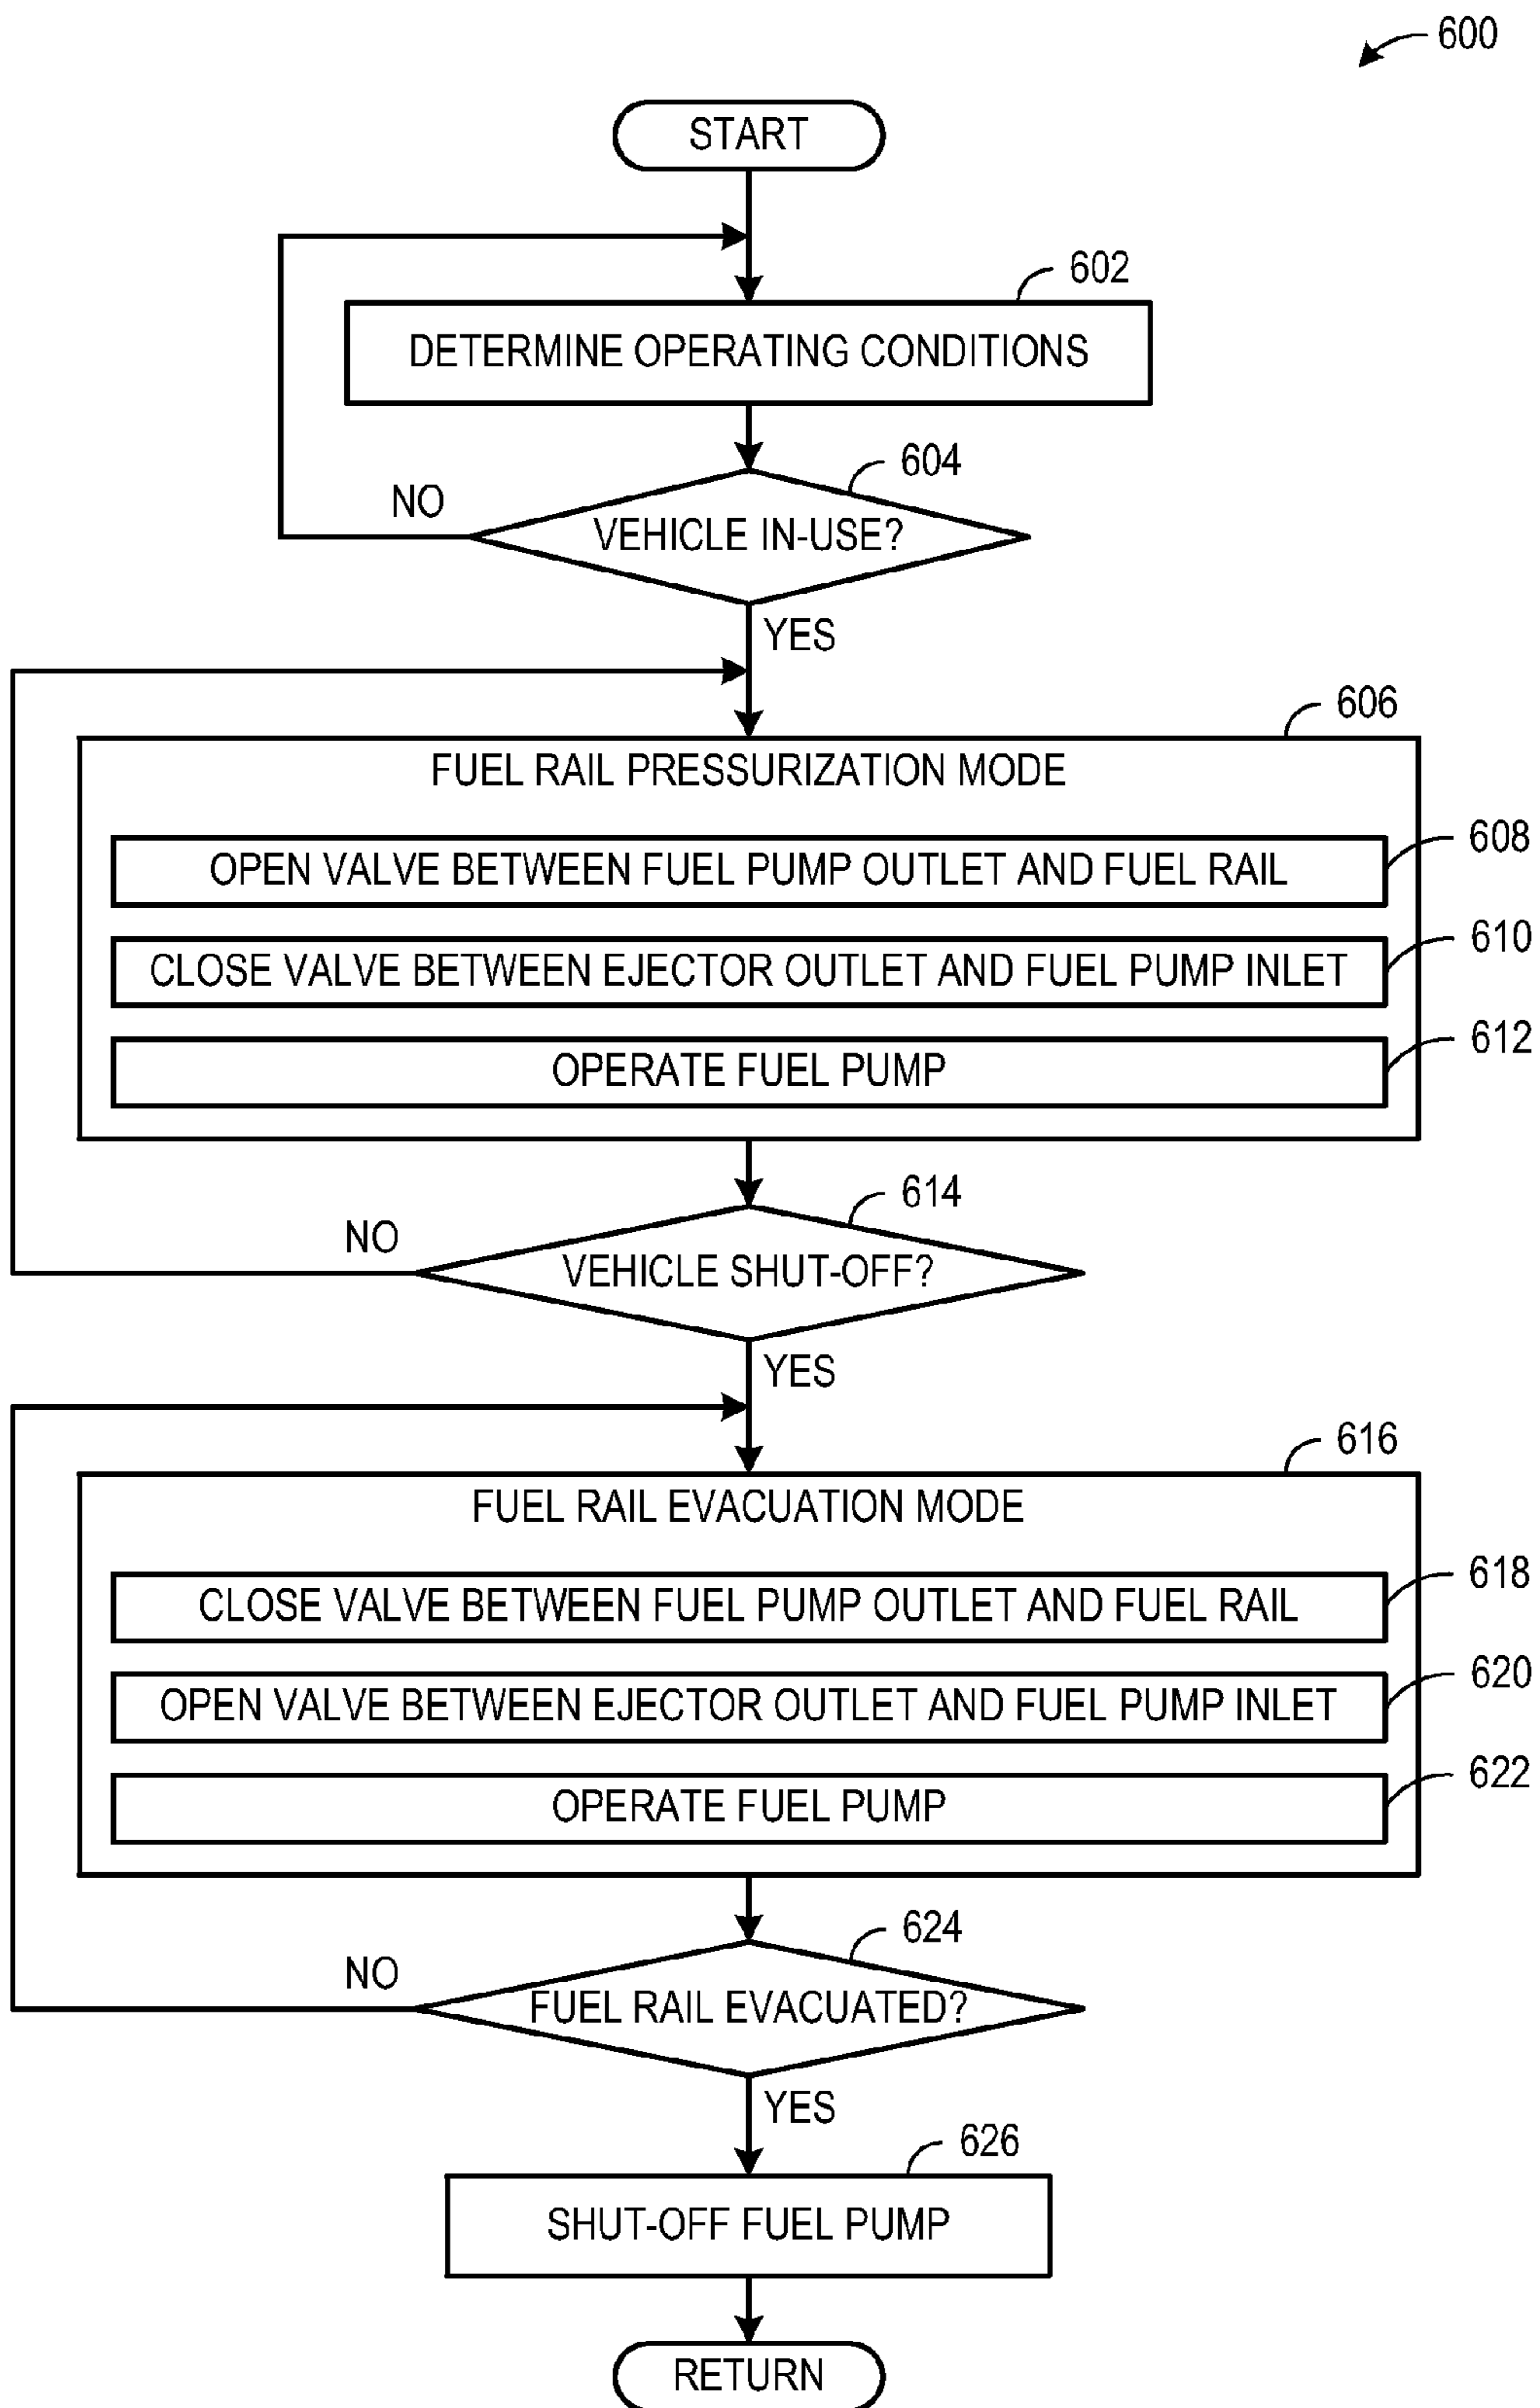 600
START
602
DETERMINE OPERATING CONDITIONS
604
NO
VEHICLE IN-USE?
YES
606
FUEL RAIL PRESSURIZATION MODE
608
OPEN VALVE BETWEEN FUEL PUMP OUTLET AND FUEL RAIL
610
CLOSE VALVE BETWEEN EJECTOR OUTLET AND FUEL PUMP INLET
612
OPERATE FUEL PUMP
614
NO
VEHICLE SHUT-OFF?
YES
616
FUEL RAIL EVACUATION MODE
618
CLOSE VALVE BETWEEN FUEL PUMP OUTLET AND FUEL RAIL
620
OPEN VALVE BETWEEN EJECTOR OUTLET AND FUEL PUMP INLET
622
OPERATE FUEL PUMP
624
NO
FUEL RAIL EVACUATED?
YES
626
SHUT-OFF FUEL PUMP
RETURN